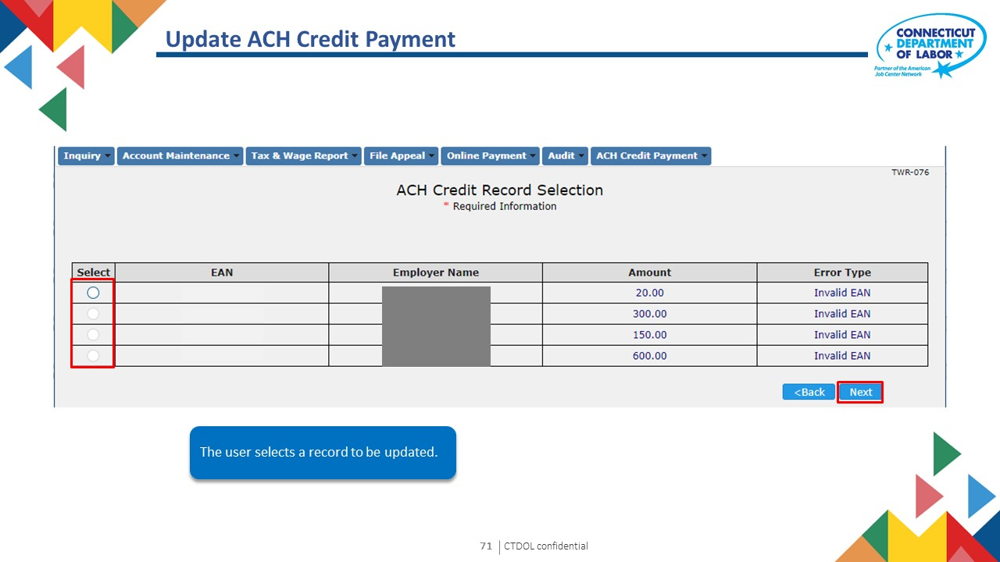 Update ACH Credit Payment
CONNECTICUT
DEPARTMENT
OF LABOR
Partner of the American
Job Center Network
Inquiry Account Maintenance Tax & Wage Report File Appeal Online Payment Audit ACH Credit Payment
TWR-076
ACH Credit Record Selection
* Required Information
Select EAN Employer Name Amount Error Type
20.00 Invalid EAN
300.00 Invalid EAN
150.00 Invalid EAN
600.00 Invalid EAN
<Back Next
The user selects a record to be updated.
71 CTDOL confidential